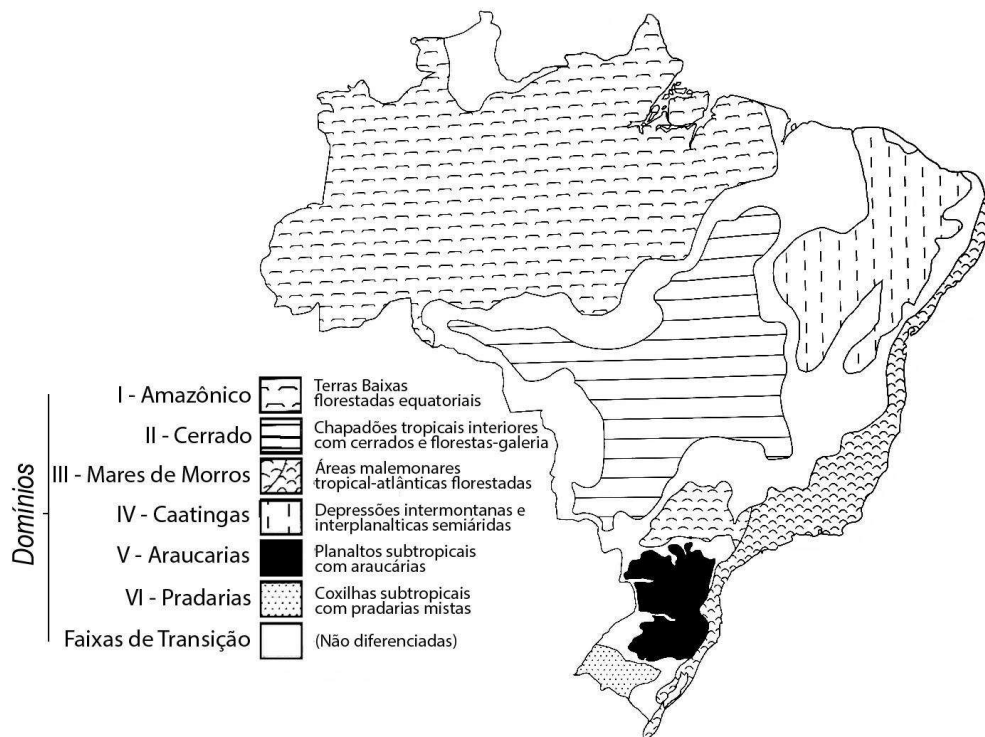 Domínios
I - Amazônico
Terras Baixas
florestadas equatoriais
II - Cerrado
Chapadões tropicais interiores
com cerrados e florestas-galeria
III - Mares de Morros
Áreas malemonares
tropical-atlânticas florestadas
IV - Caatingas
Depressões intermontanas e
interplanalticas semiáridas
V - Araucarias
Planaltos subtropicais
com araucárias
VI - Pradarias
Coxilhas subtropicais
com pradarias mistas
Faixas de Transição
(Não diferenciadas)